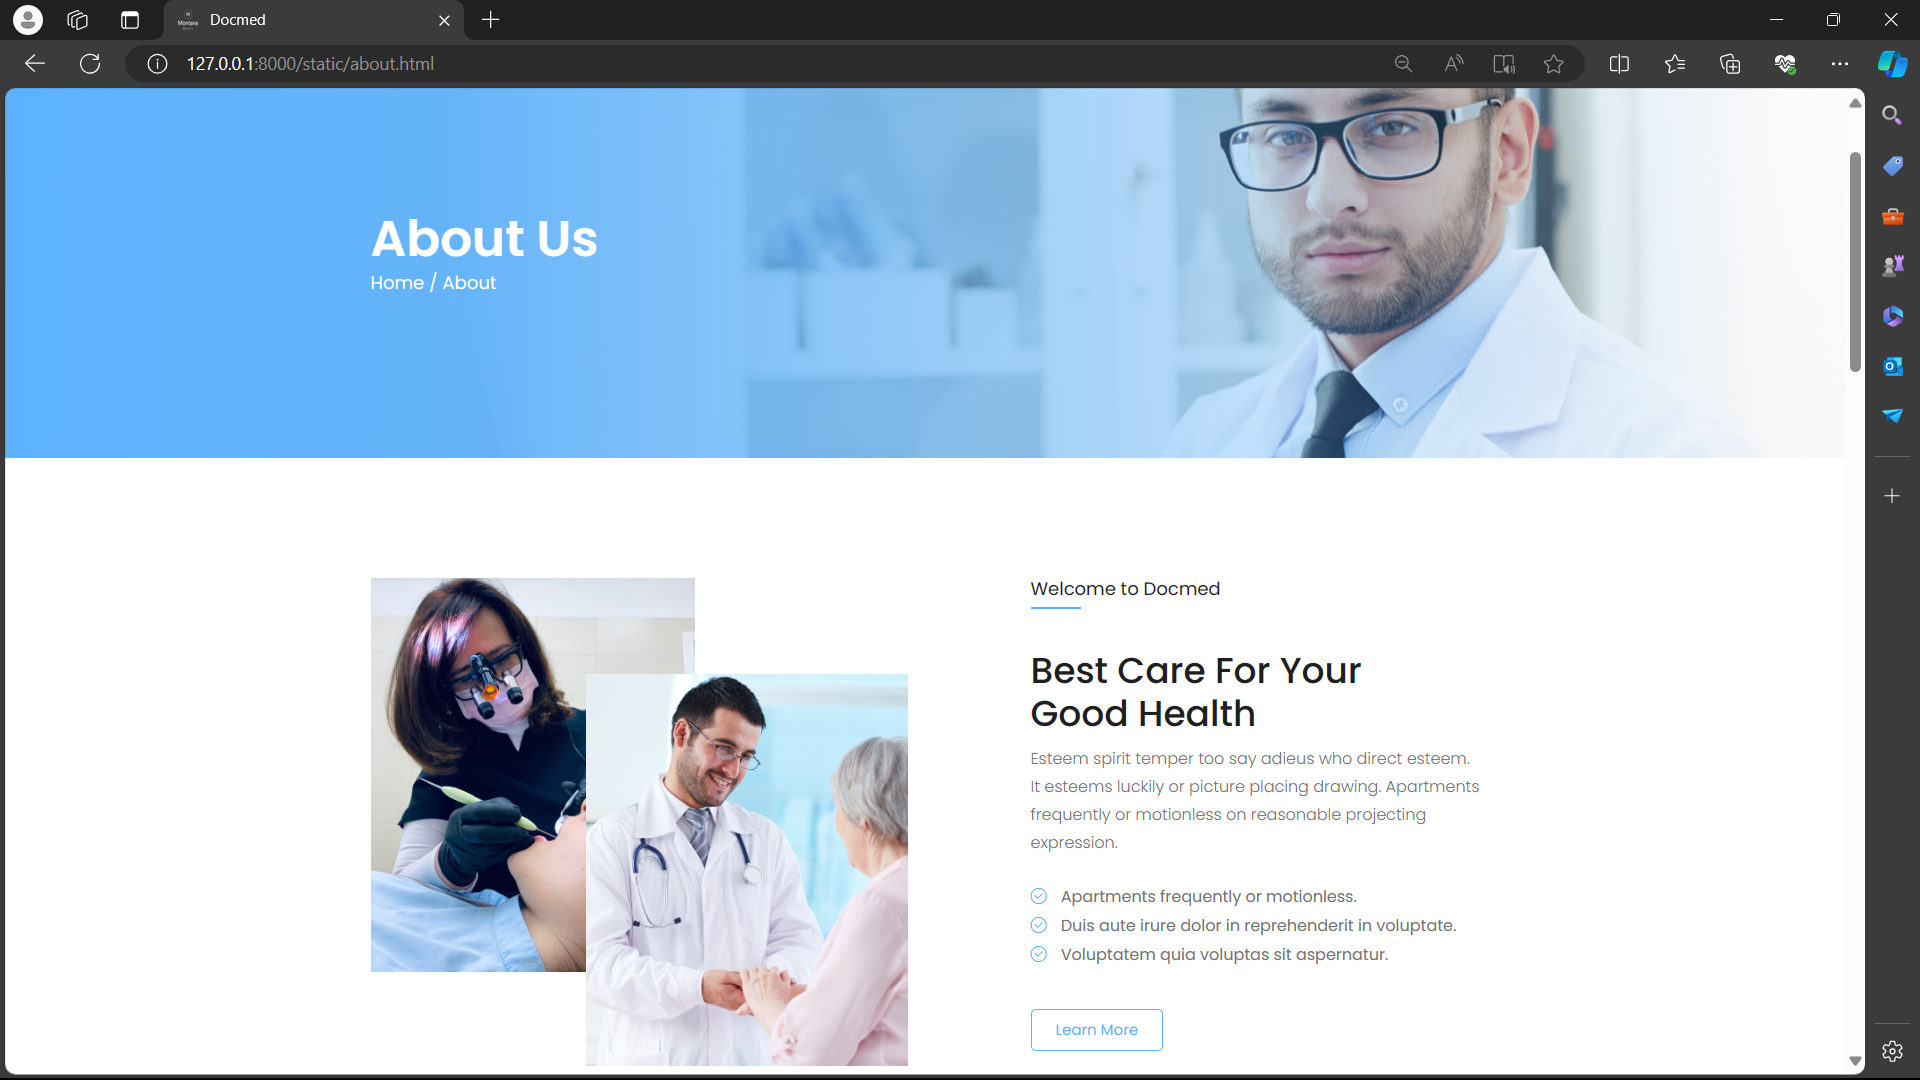 Docmed
127.0.0.1:8000/static/about.html
About Us
Home / About
Welcome to Docmed
Best Care For Your
Good Health
Esteem spirit temper too say adieus who direct esteem.
It esteems luckily or picture placing drawing. Apartments
frequently or motionless on reasonable projecting
expression.
Apartments frequently or motionless.
Duis aute irure dolor in reprehenderit in voluptate.
Voluptatem quia voluptas sit aspernatur.
Learn More